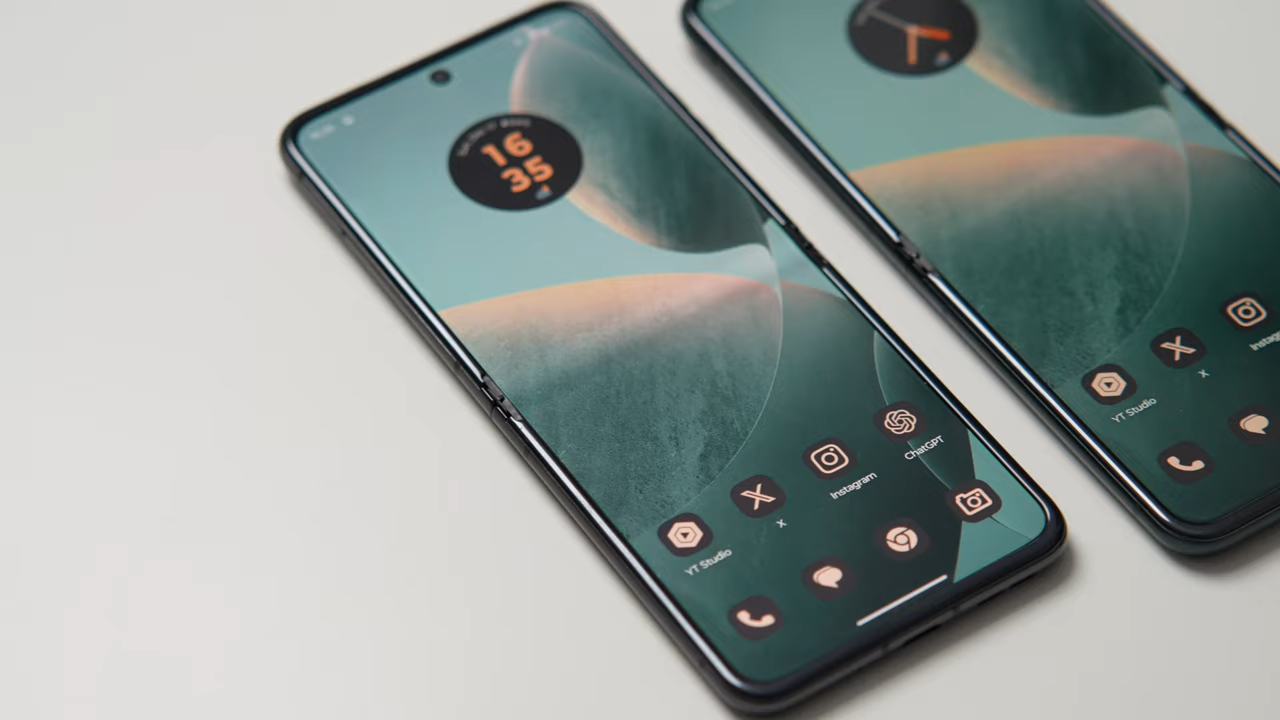 16
35
YT Studio
X
Instagram
ChatGPT
YT Studio
X